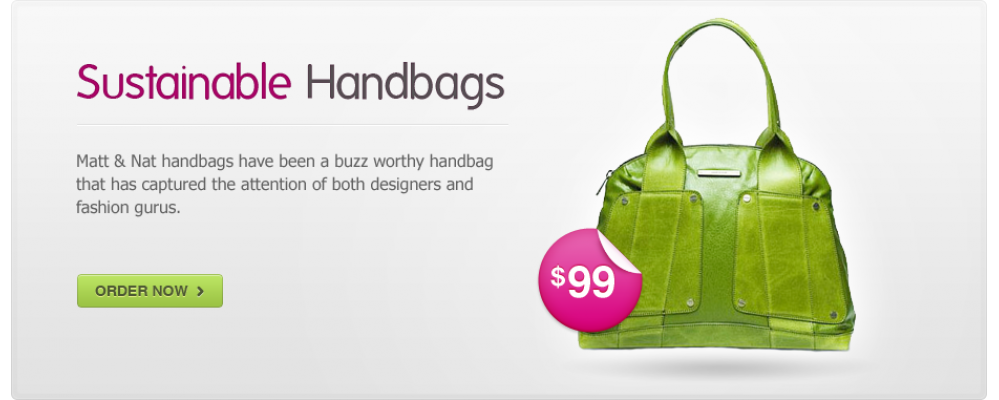 Sustainable Handbags
Matt & Nat handbags have been a buzz worthy handbag
that has captured the attention of both designers and
fashion gurus.
ORDER NOW
$99